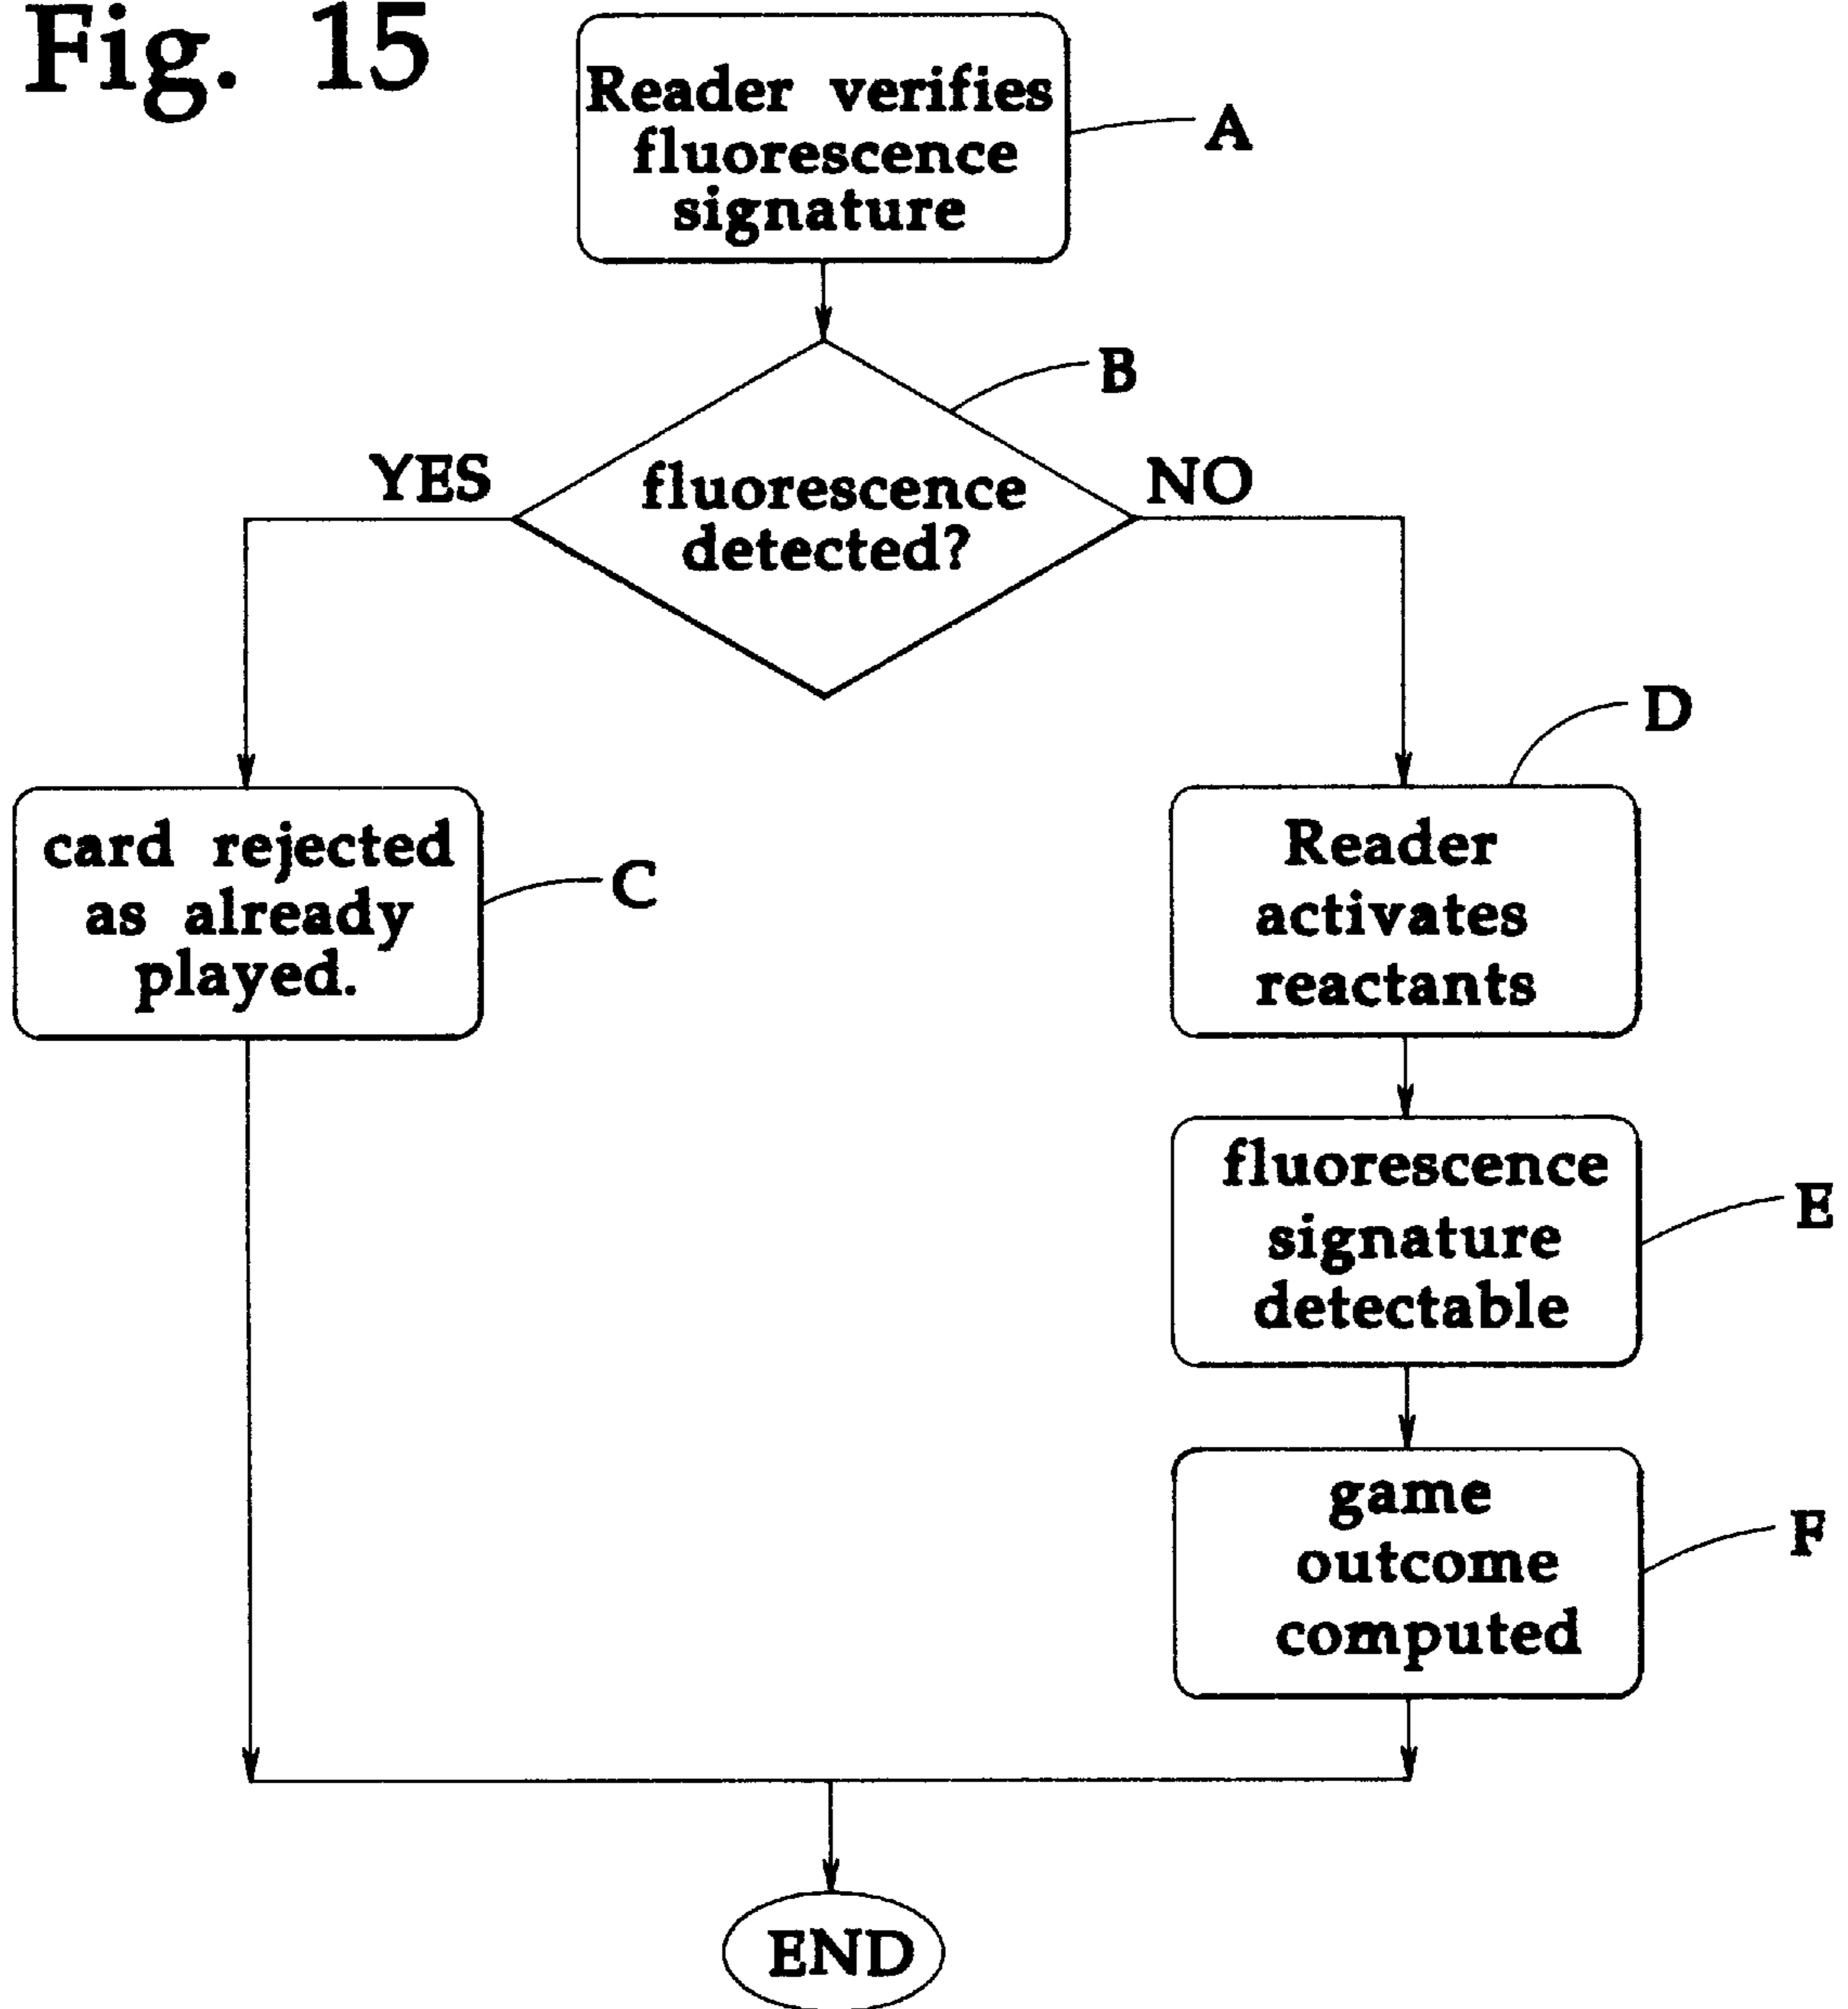 Fig. 15
Reader verifies
fluorescence
signature
A
B
YES
fluorescence
detected?
NO
card rejected
as already
played.
C
D
Reader
activates
reactants
fluorescence
signature
detectable
E
game
outcome
computed
F
END